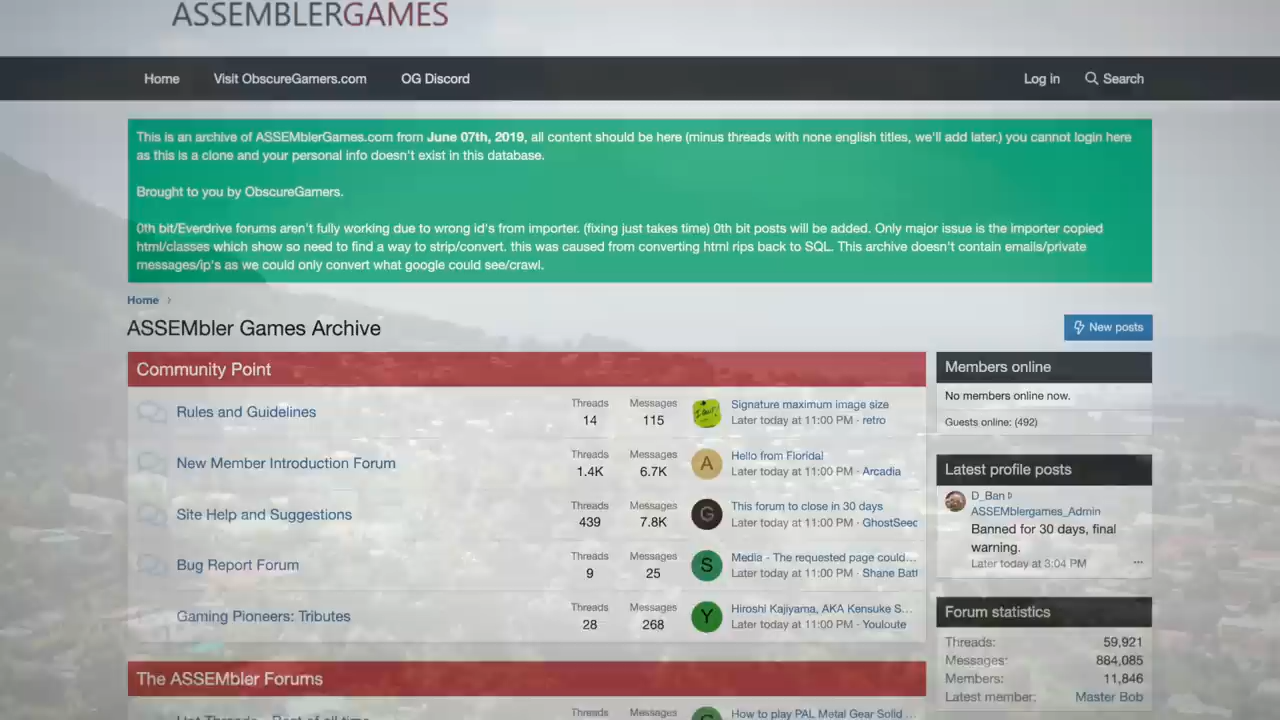 ASSEMBLERGAMES
Home Visit ObscureGamers.com OG Discord Log in Search
This is an archive of ASSEMblerGames.com from June 07th, 2019, all content should be here (minus threads with none english titles, we'll add later.) you cannot login here
as this is a clone and your personal info doesn't exist in this database.
Brought to you by ObscureGamers.
0th bit/Everdrive forums aren't fully working due to wrong id's from importer. (fixing just takes time) 0th bit posts will be added. Only major issue is the importer copied
html/classes which show so need to find a way to strip/convert. this was caused from converting html rips back to SQL. This archive doesn't contain emails/private
messages/ip's as we could only convert what google could see/crawl.
Home
ASSEMbler Games Archive
New posts
Community Point
Rules and Guidelines
Threads
14
Messages
115
Signature maximum image size
Later today at 11:00 PM · retro
New Member Introduction Forum
Threads
1.4K
Messages
6.7K
A
Hello from Florida!
Later today at 11:00 PM · Arcadia
Site Help and Suggestions
Threads
439
Messages
7.8K
G
This forum to close in 30 days
Later today at 11:00 PM · GhostSeed
Bug Report Forum
Threads
9
Messages
25
S
Media - The requested page could...
Later today at 11:00 PM · Shane Batt
Gaming Pioneers: Tributes
Threads
28
Messages
268
Y
Hiroshi Kajiyama, AKA Kensuke S...
Later today at 11:00 PM · Youloute
The ASSEMbler Forums
Hot Threads - Best of all time
Threads
Messages
How to play PAL Metal Gear Solid ...
Members online
No members online now.
Guests online: (492)
Latest profile posts
D_Ban
ASSEMblergames_Admin
Banned for 30 days, final
warning.
Later today at 3:04 PM ···
Forum statistics
Threads: 59,921
Messages: 884,085
Members: 11,846
Latest member: Master Bob